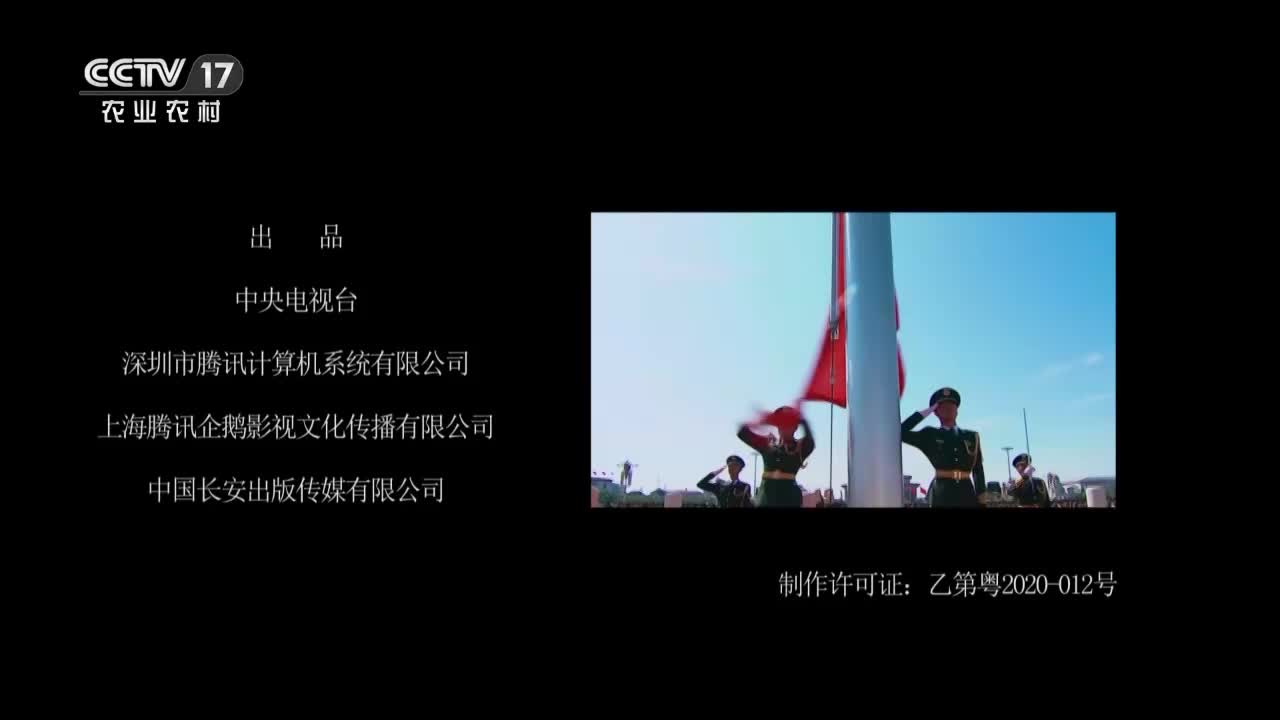 CCTV 17
农业农村
出 品
中央电视台
深圳市腾讯计算机系统有限公司
上海腾讯企鹅影视文化传播有限公司
中国长安出版传媒有限公司
制作许可证：乙第粤2020-012号